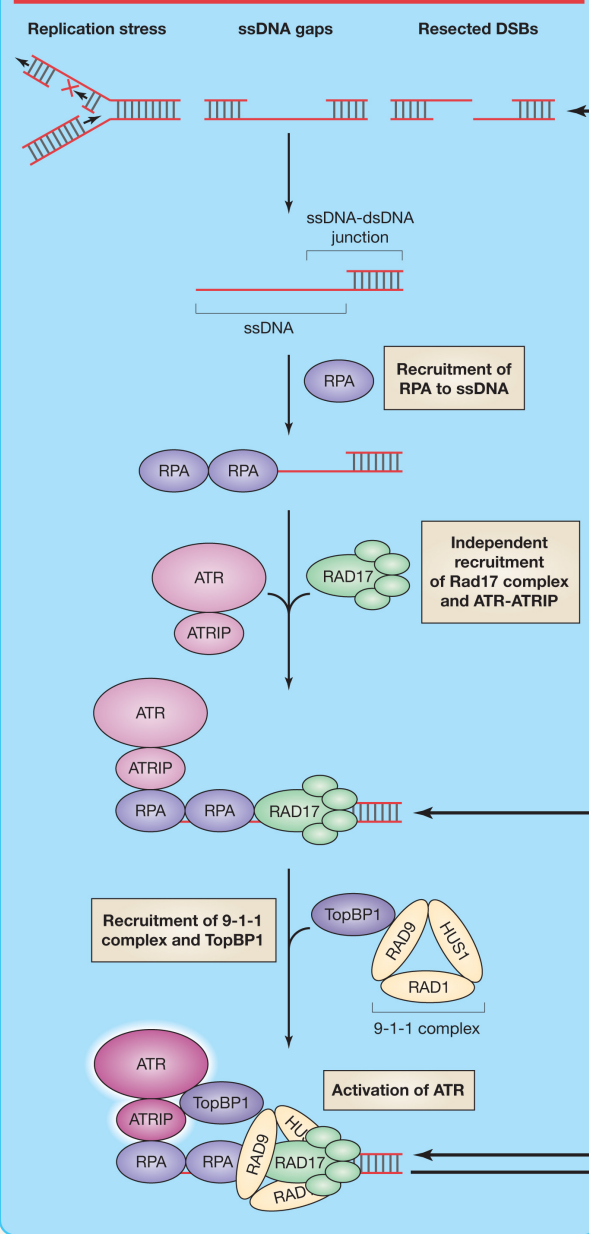 Replication stress
ssDNA gaps
Resected DSBs
ssDNA-dsDNA
junction
ssDNA
RPA
Recruitment of
RPA to ssDNA
RPA
RPA
ATR
ATRIP
RAD17
Independent
recruitment
of Rad17 complex
and ATR-ATRIP
ATR
ATRIP
RPA
RPA
RAD17
Recruitment of 9-1-1
complex and TopBP1
TopBP1
RAD9
HUS1
RAD1
9-1-1 complex
ATR
ATRIP
TopBP1
Activation of ATR
RPA
RPA
RAD9
HU
RAD17
RAD